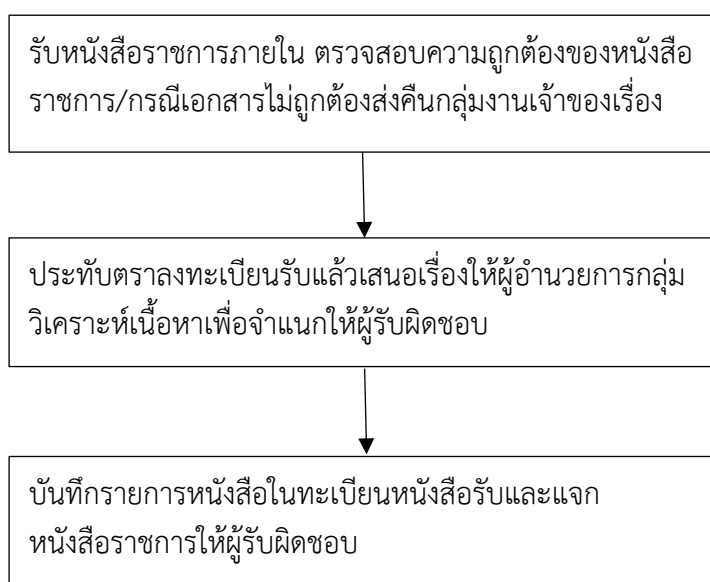 รับหนังสือราชการภายใน ตรวจสอบความถูกต้องของหนังสือ
ราชการ/กรณีเอกสารไม่ถูกต้องส่งคืนกลุ่มงานเจ้าของเรื่อง
ประทับตราลงทะเบียนรับแล้วเสนอเรื่องให้ผู้อำนวยการกลุ่ม
วิเคราะห์เนื้อหาเพื่อจำแนกให้ผู้รับผิดชอบ
บันทึกรายการหนังสือในทะเบียนหนังสือรับและแจก
หนังสือราชการให้ผู้รับผิดชอบ